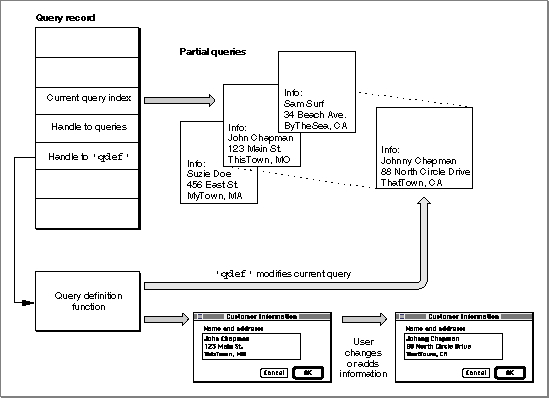 Query record
Partial queries
Info:
Sam Surf
34 Beach Ave.
ByTheSea, CA
Current query index
Info:
John Chapman
123 Main St.
ThisTown, MO
Info:
Johnny Chapman
88 North Circle Drive
ThatTown, CA
Handle to queries
Handle to 'qdef'
Info:
Suzie Doe
456 East St.
MyTown, MA
'qdef' modifies current query
Query definition
function
Customer Information
Name and address:
John Chapman
123 Main St.
ThisTown, MO
Cancel
OK
User
changes
or adds
information
Customer Information
Name and address:
Johnny Chapman
88 North Circle Drive
ThatTown, CA
Cancel
OK